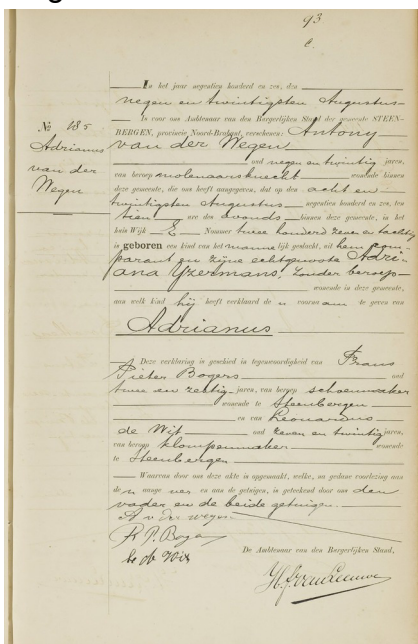 93
In het jaar negentien honderd en zes, den
negen en twintigsten Augustus
is voor ons Ambtenaar van den Burgerlijken Stand der gemeente STEEN-
BERGEN, provincie Noord-Brabant, verschenen: Antony
van der Wegen
oud negen en twintig jaren,
van beroep molenaarsknecht wonende binnen
deze gemeente, die ons heeft aangegeven, dat op den acht en
twintigsten Augustus negentien honderd en zes, ten
tien ure des avonds binnen deze gemeente, in het
huis Wijk E Nommer twee honderd zeven en tachtig
is geboren een kind van het mannelijk geslacht, uit hem com-
parant en zijne echtgenoote Adri-
ana Yzermans, zonder beroep
wonende in deze gemeente,
aan welk kind hij heeft verklaard de n voornaam te geven van
Adrianus
Deze verklaring is geschied in tegenwoordigheid van Frans
Pieter Bogers oud
twee en zestig jaren, van beroep schoenmaker
wonende te Steenbergen
en van Leonardus
de Wit oud zeven en twintig jaren,
van beroep klompenmaker wonende
te Steenbergen
Waarvan door ons deze akte is opgemaakt, welke, na gedane voorlezing aan
de n aangever en aan de getuigen, is geteekend door ons den
vader en de beide getuigen.
A v der wegen
De Ambtenaar van den Burgerlijken Stand,
No 185
Adrianus
van der
Wegen